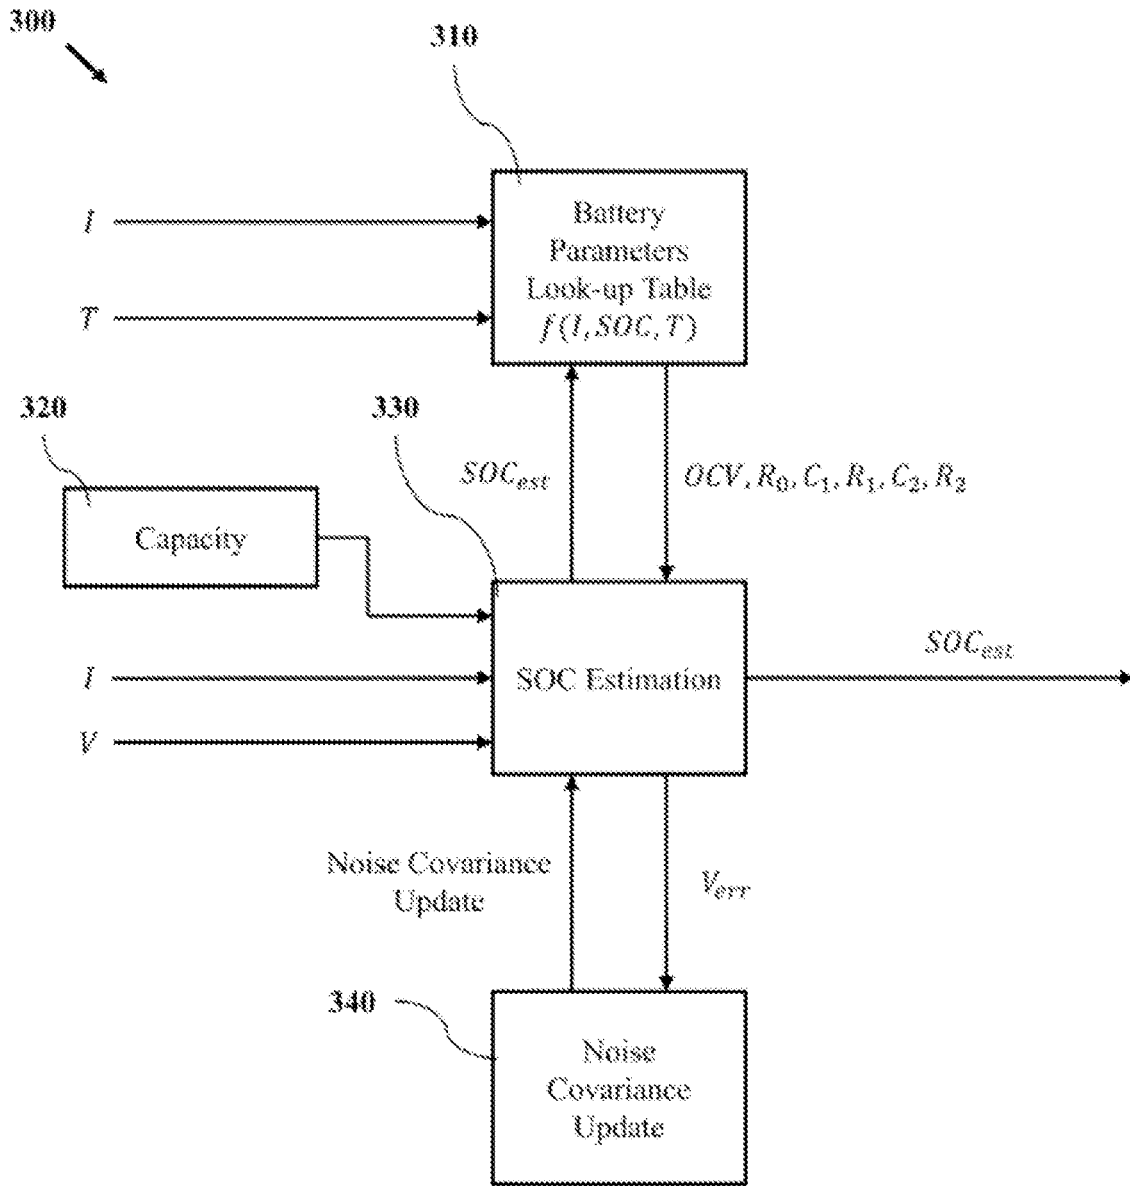 300
310
I
Battery
Parameters
Look-up Table
f(I, SOC, T)
T
320
330
SOC_est
OCV, R_0, C_1, R_1, C_2, R_2
Capacity
SOC_est
I
SOC Estimation
V
Noise Covariance
Update
V_err
340
Noise
Covariance
Update